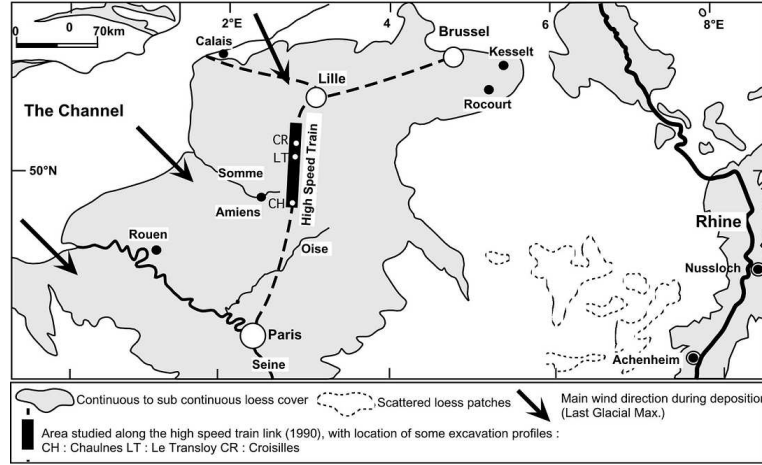 2°E 4 6 8°E
0 0 70km
Calais
Brussel
Kesselt
Lille
Rocourt
The Channel
CR
LT
High Speed Train
50°N
Somme
CH
Amiens
Rhine
Rouen
Oise
Nussloch
Paris
Achenheim
Seine
Continuous to sub continuous loess cover
Scattered loess patches
Main wind direction during deposition
(Last Glacial Max.)
Area studied along the high speed train link (1990), with location of some excavation profiles :
CH : Chaulnes LT : Le Transloy CR : Croisilles